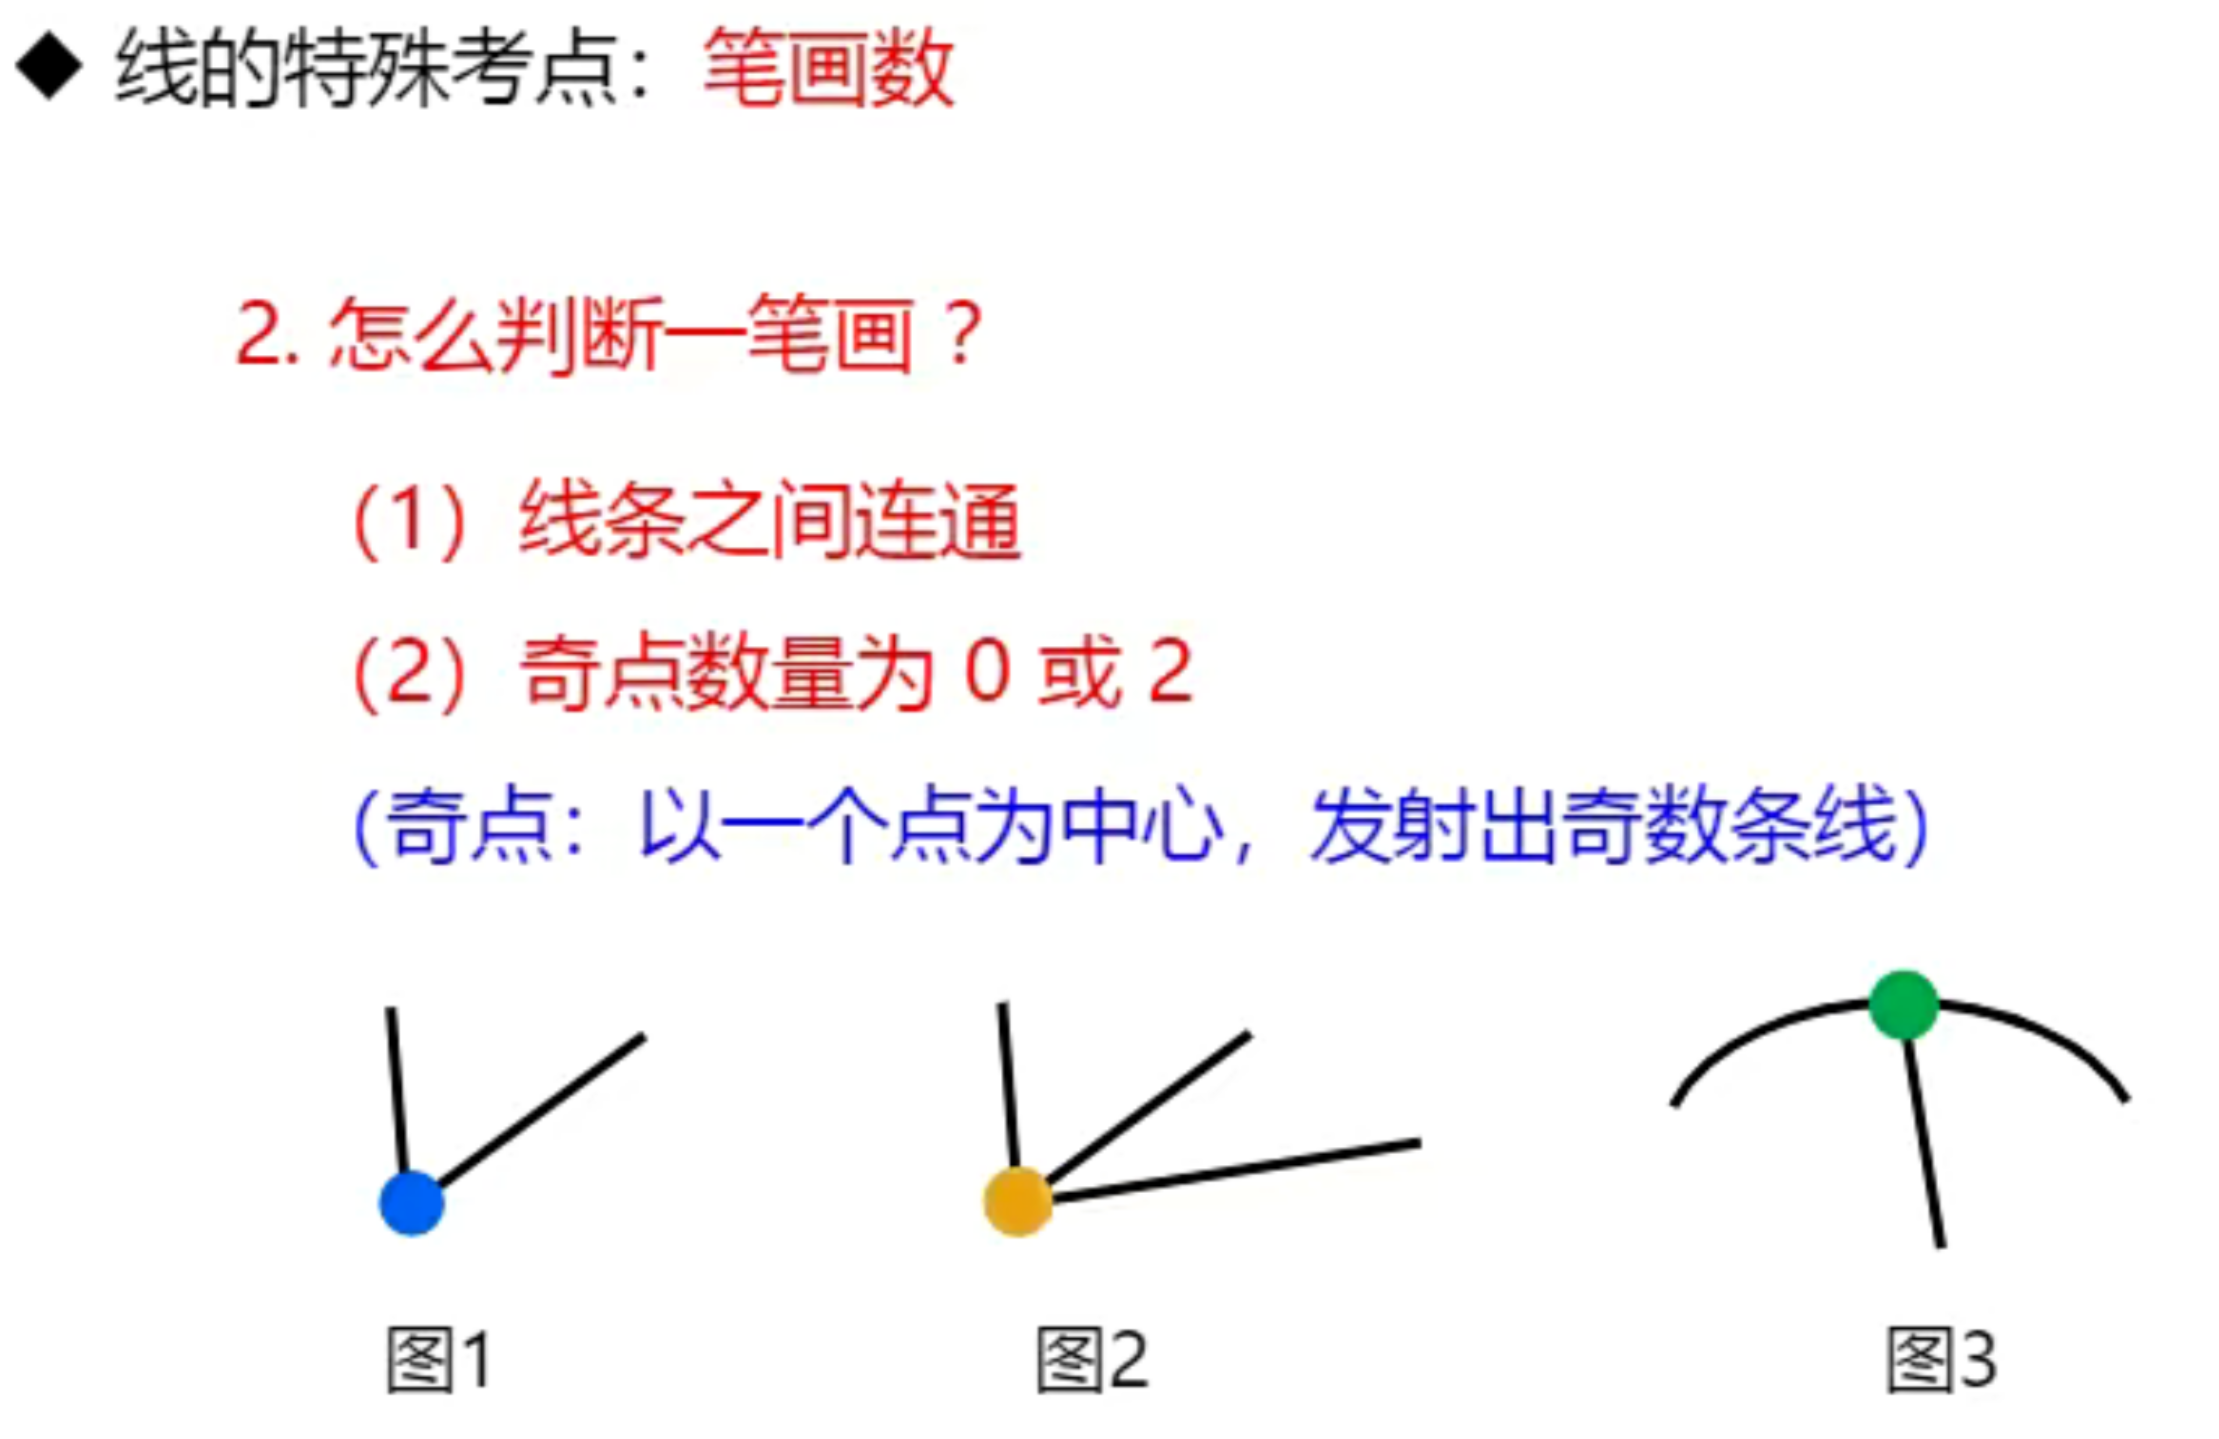 ◆ 线的特殊考点：笔画数
2. 怎么判断一笔画？
（1）线条之间连通
（2）奇点数量为 0 或 2
（奇点：以一个点为中心，发射出奇数条线）
图1 图2 图3